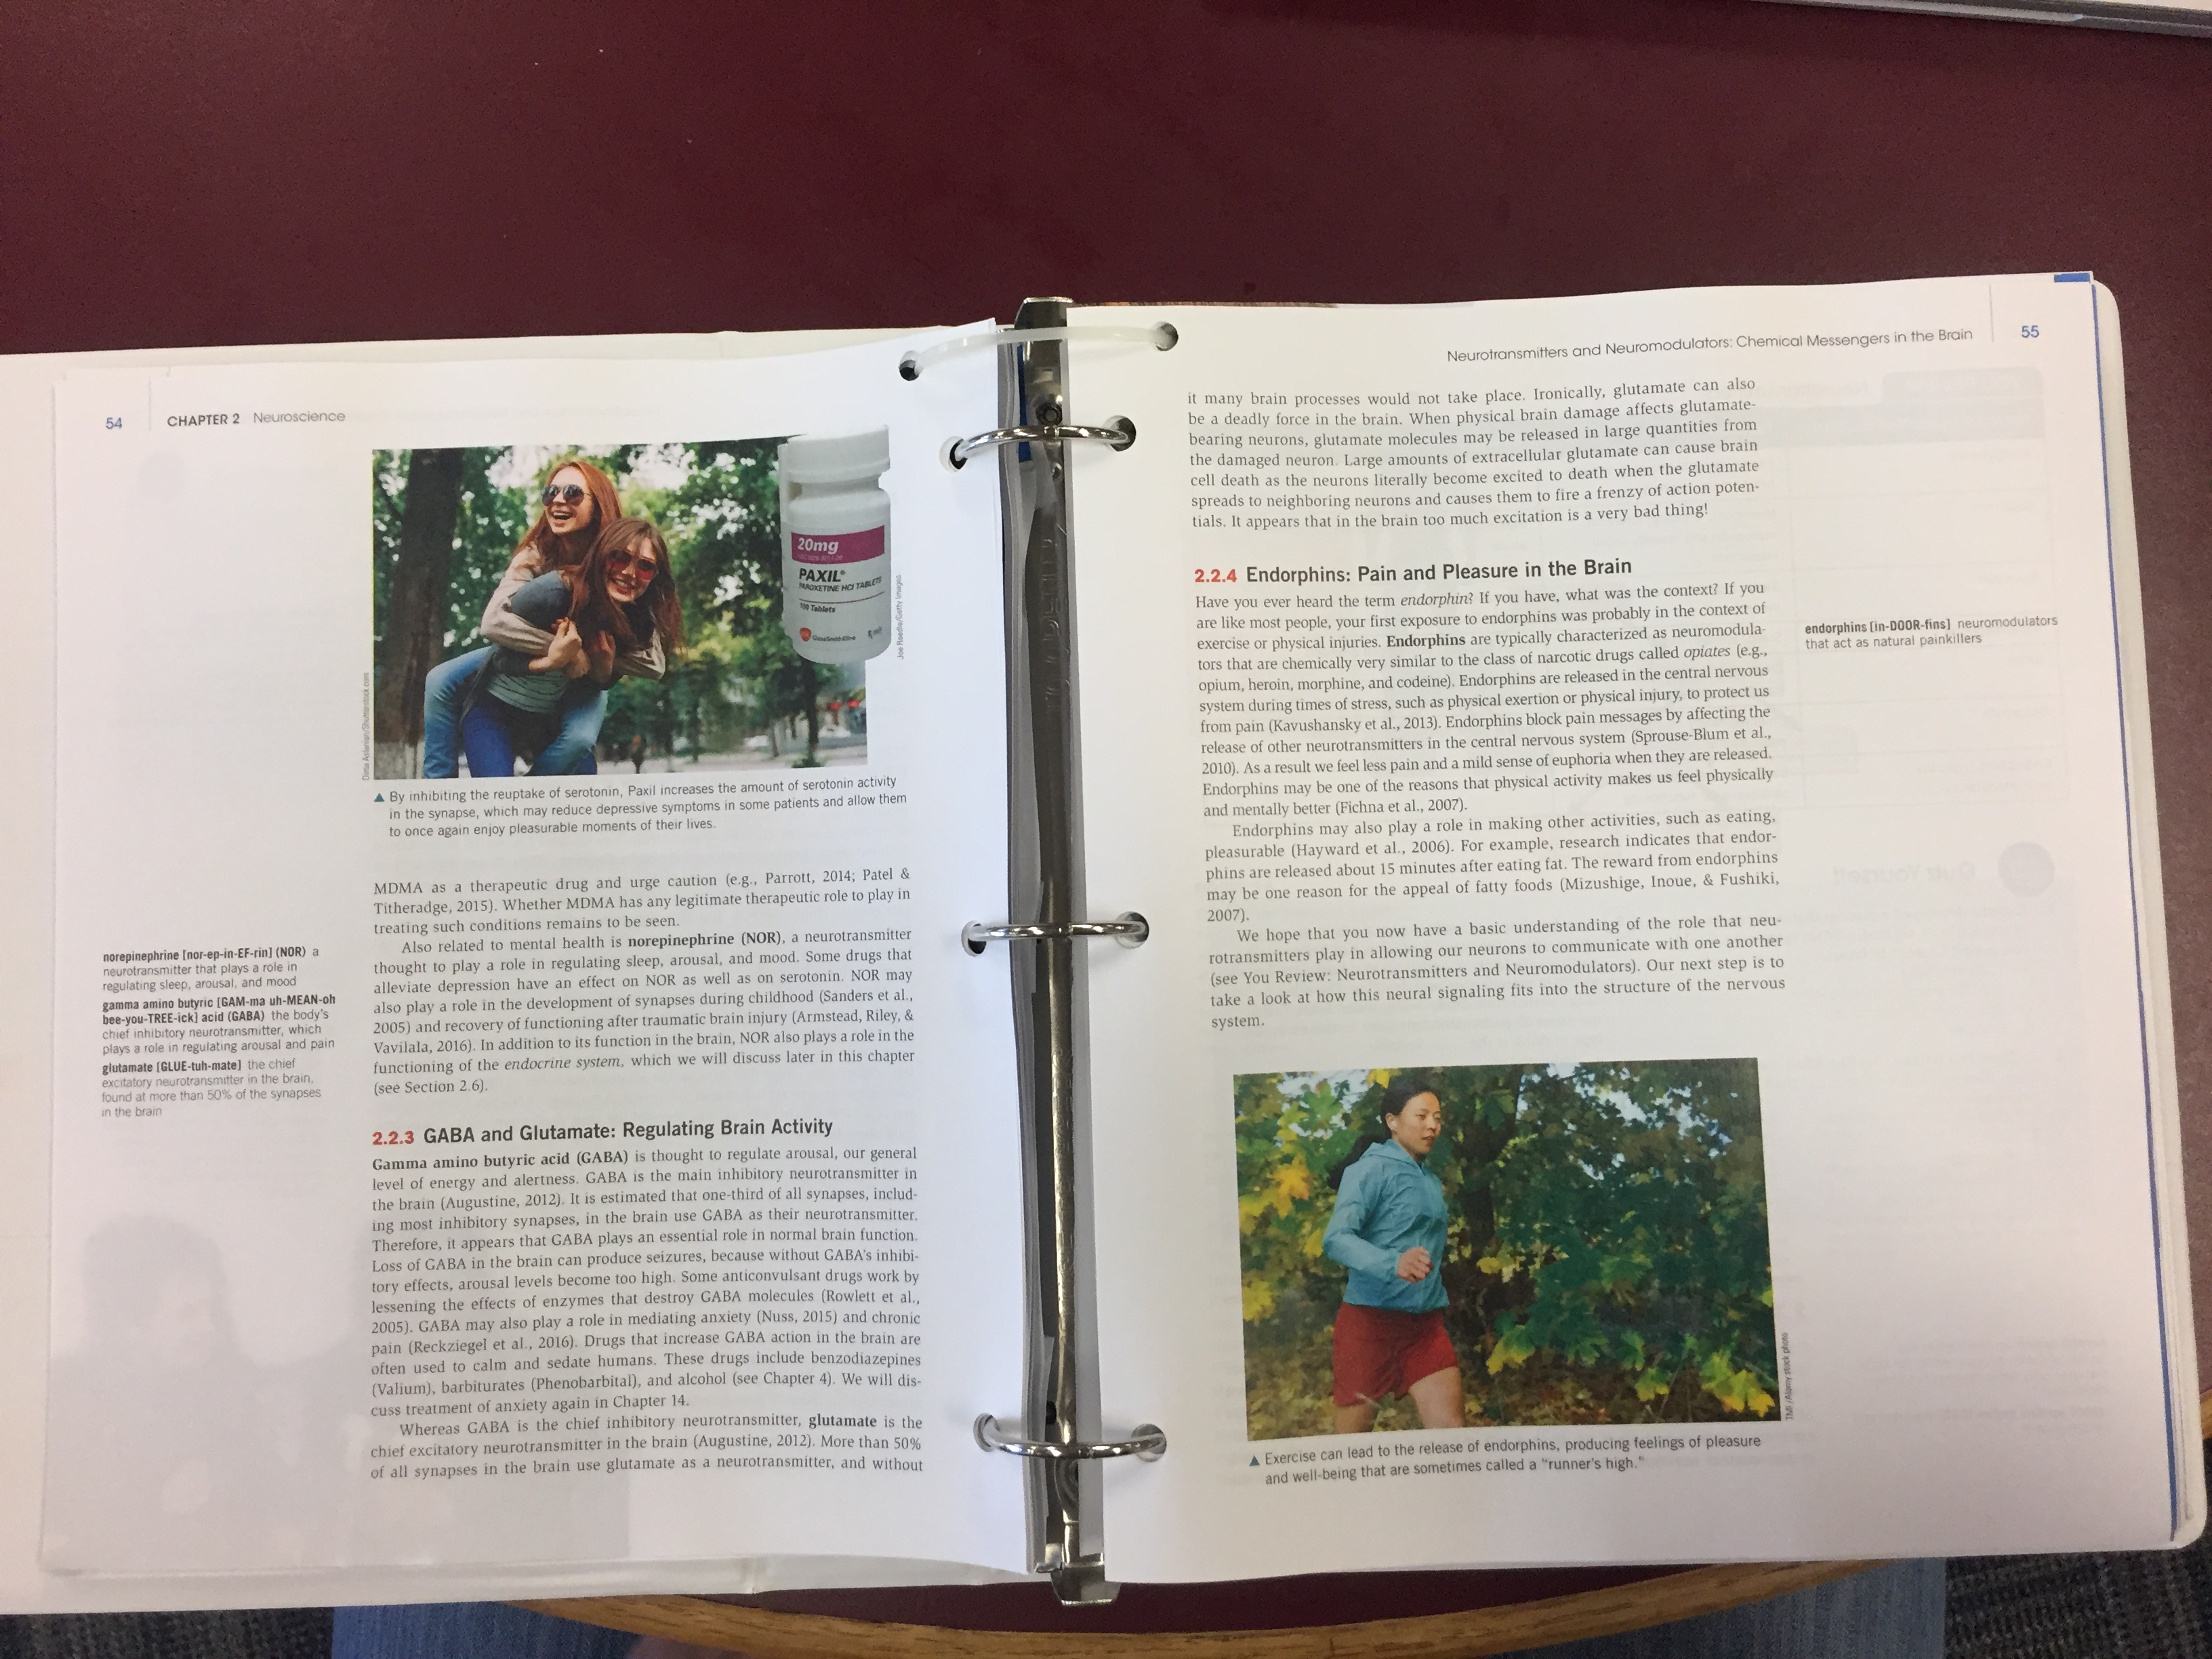 54
CHAPTER 2 Neuroscience
20mg
PAXIL®
PAROXETINE HCl TABLETS
100 Tablets
GlaxoSmithKline
Joe Raedle/Getty Images
▲ By inhibiting the reuptake of serotonin, Paxil increases the amount of serotonin activity
in the synapse, which may reduce depressive symptoms in some patients and allow them
to once again enjoy pleasurable moments of their lives.
MDMA as a therapeutic drug and urge caution (e.g., Parrott, 2014; Patel &
Titheradge, 2015). Whether MDMA has any legitimate therapeutic role to play in
treating such conditions remains to be seen.
Also related to mental health is norepinephrine (NOR), a neurotransmitter
thought to play a role in regulating sleep, arousal, and mood. Some drugs that
alleviate depression have an effect on NOR as well as on serotonin. NOR may
also play a role in the development of synapses during childhood (Sanders et al.,
2005) and recovery of functioning after traumatic brain injury (Armstead, Riley, &
Vavilala, 2016). In addition to its function in the brain, NOR also plays a role in the
functioning of the endocrine system, which we will discuss later in this chapter
(see Section 2.6).
norepinephrine [nor-ep-in-EF-rin] (NOR) a
neurotransmitter that plays a role in
regulating sleep, arousal, and mood
gamma amino butyric [GAM-ma uh-MEAN-oh
bee-you-TREE-ick] acid (GABA) the body's
chief inhibitory neurotransmitter, which
plays a role in regulating arousal and pain
glutamate [GLUE-tuh-mate] the chief
excitatory neurotransmitter in the brain,
found at more than 50% of the synapses
in the brain
2.2.3 GABA and Glutamate: Regulating Brain Activity
Gamma amino butyric acid (GABA) is thought to regulate arousal, our general
level of energy and alertness. GABA is the main inhibitory neurotransmitter in
the brain (Augustine, 2012). It is estimated that one-third of all synapses, includ-
ing most inhibitory synapses, in the brain use GABA as their neurotransmitter.
Therefore, it appears that GABA plays an essential role in normal brain function.
Loss of GABA in the brain can produce seizures, because without GABA's inhibi-
tory effects, arousal levels become too high. Some anticonvulsant drugs work by
lessening the effects of enzymes that destroy GABA molecules (Rowlett et al.,
2005). GABA may also play a role in mediating anxiety (Nuss, 2015) and chronic
pain (Reckziegel et al., 2016). Drugs that increase GABA action in the brain are
often used to calm and sedate humans. These drugs include benzodiazepines
(Valium), barbiturates (Phenobarbital), and alcohol (see Chapter 4). We will dis-
cuss treatment of anxiety again in Chapter 14.
Whereas GABA is the chief inhibitory neurotransmitter, glutamate is the
chief excitatory neurotransmitter in the brain (Augustine, 2012). More than 50%
of all synapses in the brain use glutamate as a neurotransmitter, and without
Neurotransmitters and Neuromodulators: Chemical Messengers in the Brain
55
it many brain processes would not take place. Ironically, glutamate can also
be a deadly force in the brain. When physical brain damage affects glutamate-
bearing neurons, glutamate molecules may be released in large quantities from
the damaged neuron. Large amounts of extracellular glutamate can cause brain
cell death as the neurons literally become excited to death when the glutamate
spreads to neighboring neurons and causes them to fire a frenzy of action poten-
tials. It appears that in the brain too much excitation is a very bad thing!
2.2.4 Endorphins: Pain and Pleasure in the Brain
Have you ever heard the term endorphin? If you have, what was the context? If you
are like most people, your first exposure to endorphins was probably in the context of
exercise or physical injuries. Endorphins are typically characterized as neuromodula-
tors that are chemically very similar to the class of narcotic drugs called opiates (e.g.,
opium, heroin, morphine, and codeine). Endorphins are released in the central nervous
system during times of stress, such as physical exertion or physical injury, to protect us
from pain (Kavushansky et al., 2013). Endorphins block pain messages by affecting the
release of other neurotransmitters in the central nervous system (Sprouse-Blum et al.,
2010). As a result we feel less pain and a mild sense of euphoria when they are released.
Endorphins may be one of the reasons that physical activity makes us feel physically
and mentally better (Fichna et al., 2007).
Endorphins may also play a role in making other activities, such as eating,
pleasurable (Hayward et al., 2006). For example, research indicates that endor-
phins are released about 15 minutes after eating fat. The reward from endorphins
may be one reason for the appeal of fatty foods (Mizushige, Inoue, & Fushiki,
2007).
We hope that you now have a basic understanding of the role that neu-
rotransmitters play in allowing our neurons to communicate with one another
(see You Review: Neurotransmitters and Neuromodulators). Our next step is to
take a look at how this neural signaling fits into the structure of the nervous
system.
endorphins [in-DOOR-fins] neuromodulators
that act as natural painkillers
TMI /Alamy stock photo
▲ Exercise can lead to the release of endorphins, producing feelings of pleasure
and well-being that are sometimes called a "runner's high."